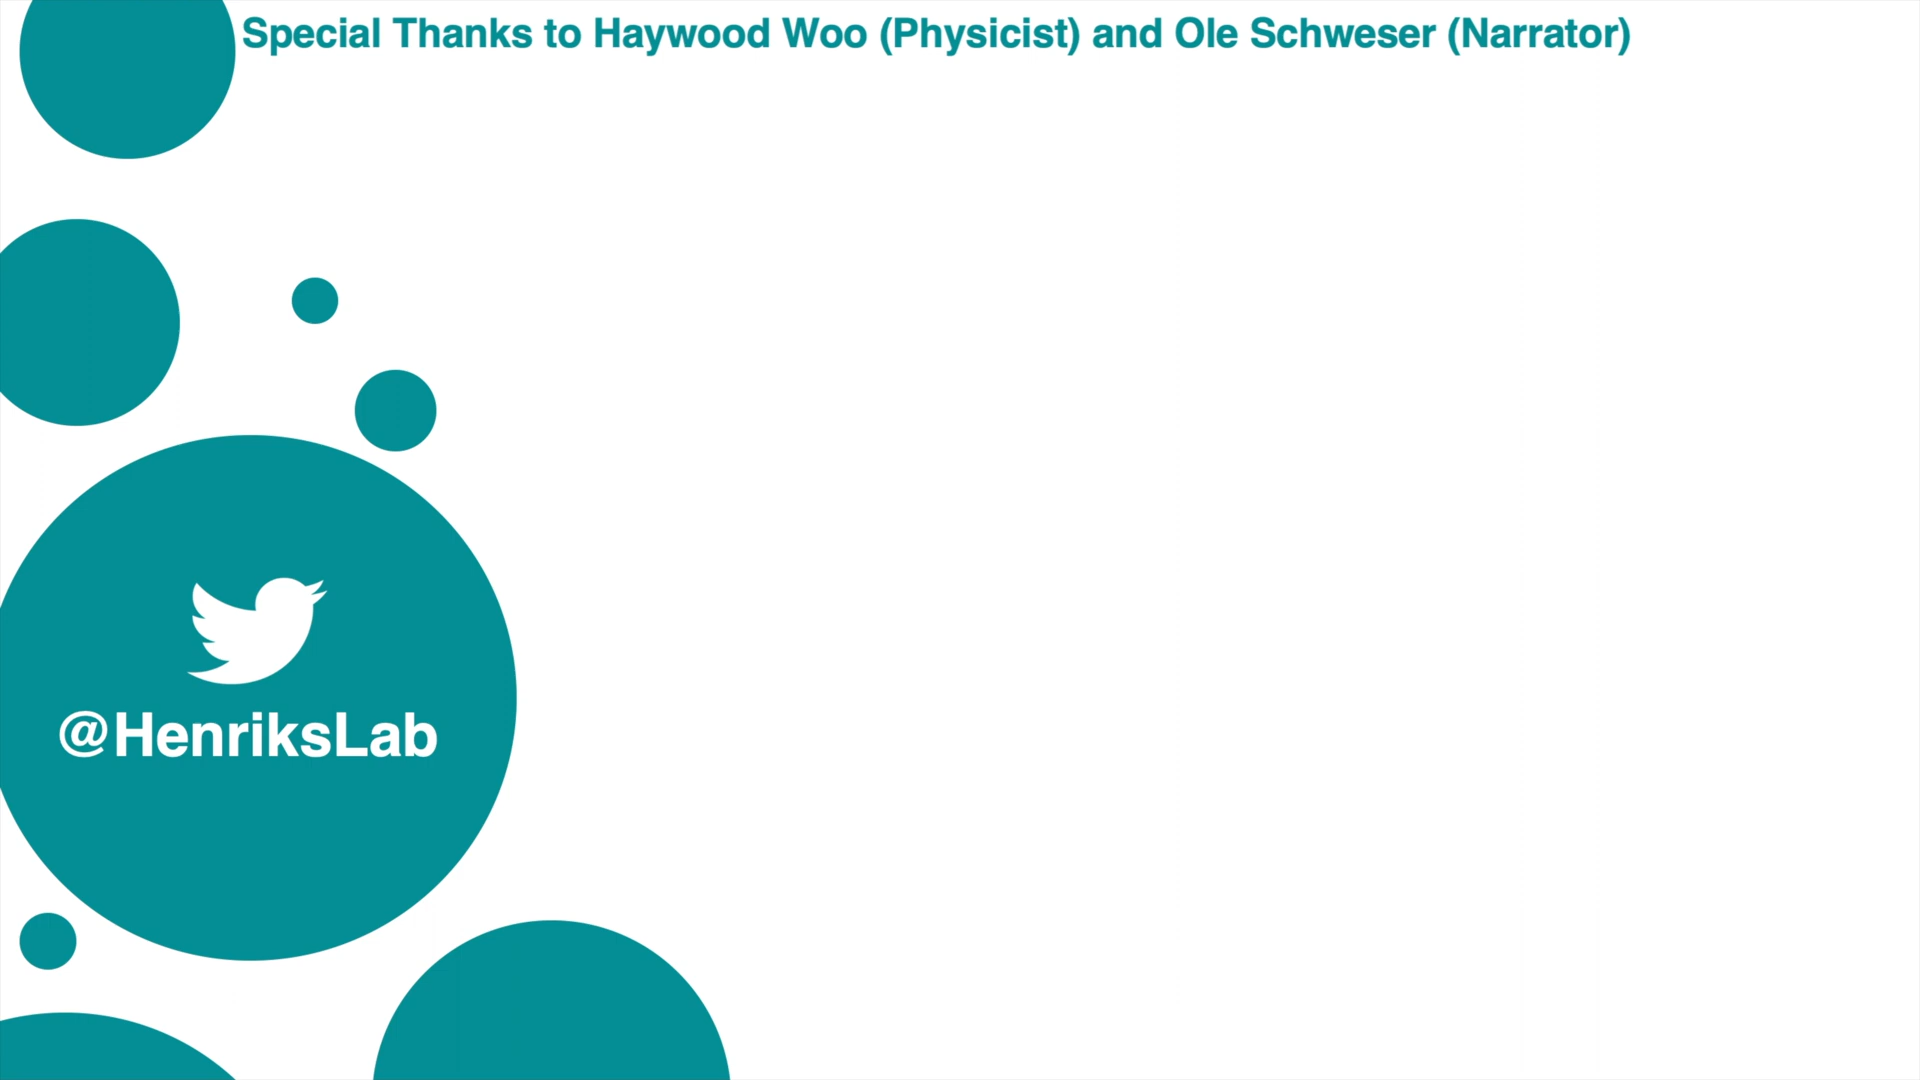 Special Thanks to Haywood Woo (Physicist) and Ole Schweser (Narrator)
@HenriksLab